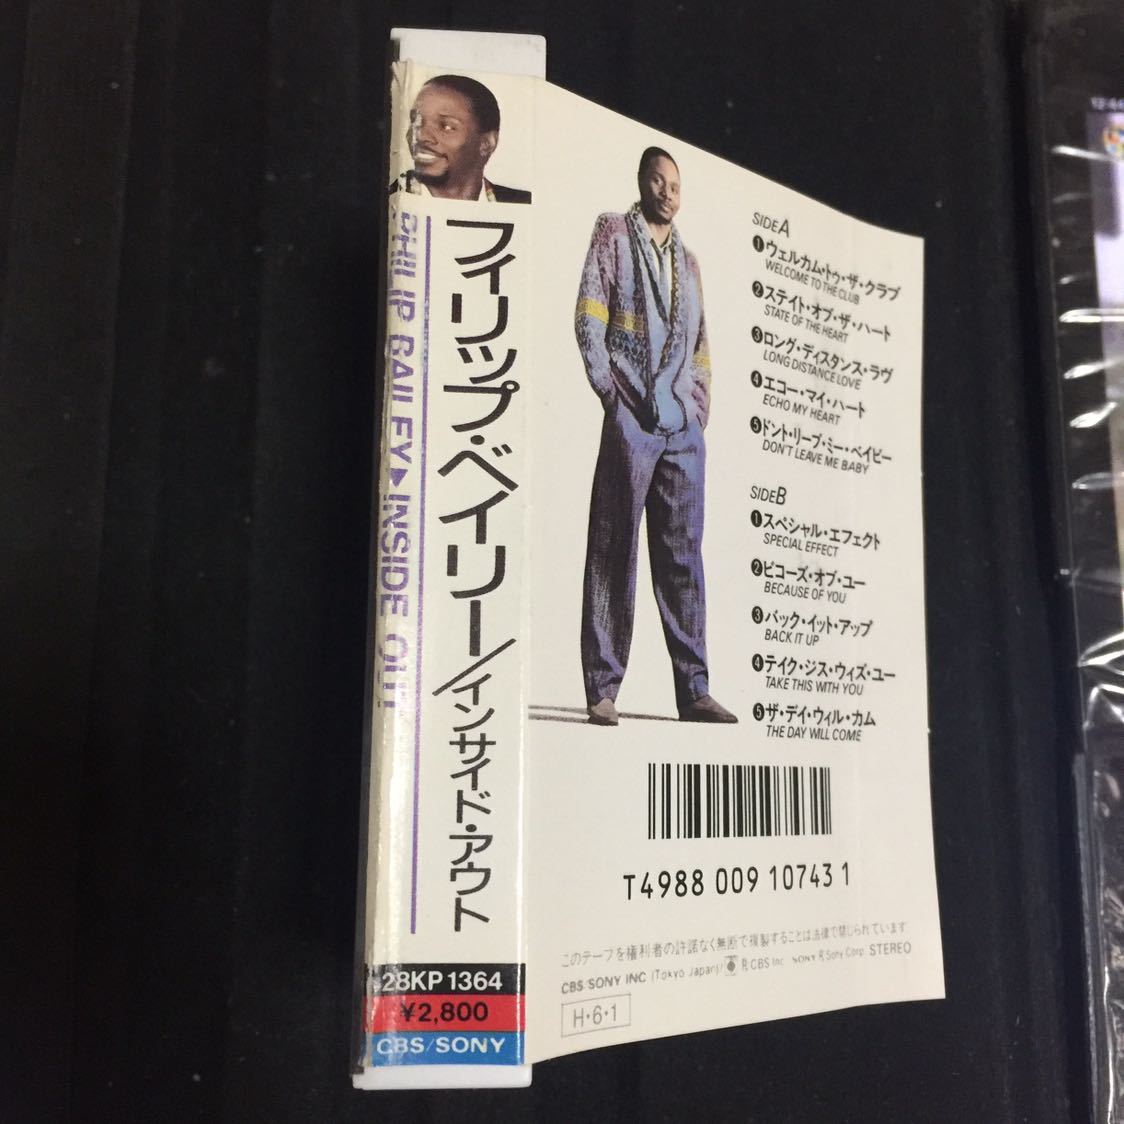 フィリップ・ベイリー/インサイド・アウト
PHILIP BAILEY▶INSIDE OUT
28KP 1364
¥2,800
CBS/SONY
SIDE A
❶ウェルカム・トゥ・ザ・クラブ
WELCOME TO THE CLUB
❷ステイト・オブ・ザ・ハート
STATE OF THE HEART
❸ロング・ディスタンス・ラヴ
LONG DISTANCE LOVE
❹エコー・マイ・ハート
ECHO MY HEART
❺ドント・リーブ・ミー・ベイビー
DON'T LEAVE ME BABY
SIDE B
❶スペシャル・エフェクト
SPECIAL EFFECT
❷ビコーズ・オブ・ユー
BECAUSE OF YOU
❸バック・イット・アップ
BACK IT UP
❹テイク・ジス・ウィズ・ユー
TAKE THIS WITH YOU
❺ザ・デイ・ウィル・カム
THE DAY WILL COME
T4988 009 10743 1
このテープを権利者の許諾なく無断で複製することは法律で禁じられています
CBS/SONY INC (Tokyo Japan)/ ® CBS Inc SONY ® Sony Corp STEREO
H・6・1